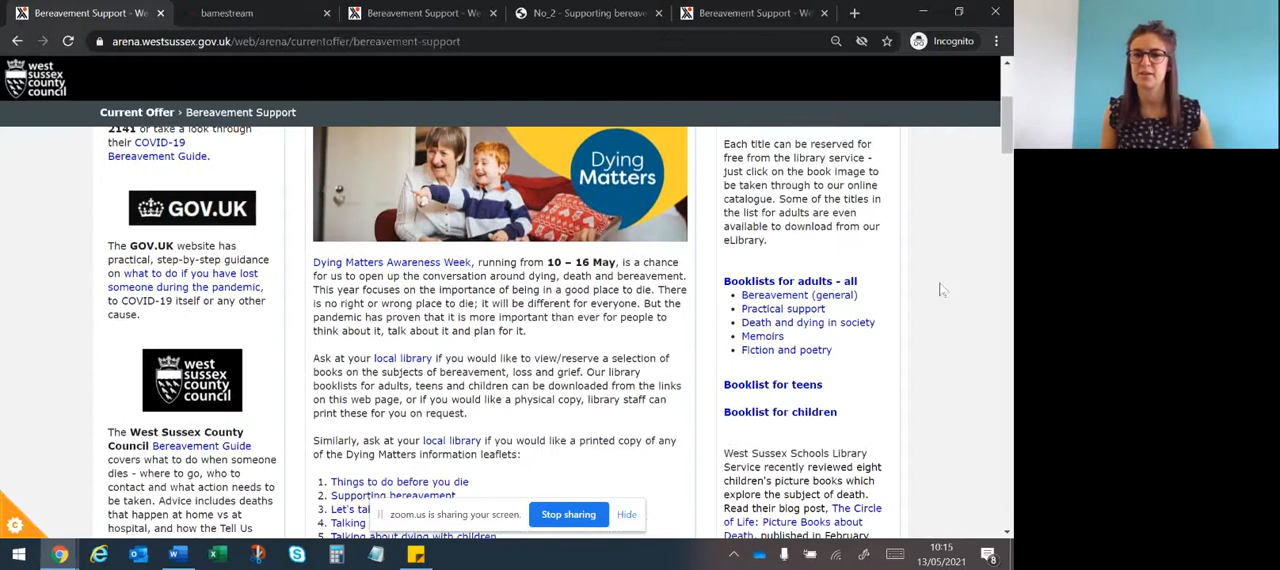 Bereavement Support - We
bamestream
Bereavement Support - We
No_2 - Supporting bereav
Bereavement Support - We
arena.westsussex.gov.uk/web/arena/currentoffer/bereavement-support
Incognito
west
sussex
county
council
Current Offer › Bereavement Support
2141 or take a look through
their COVID-19
Bereavement Guide.
GOV.UK
The GOV.UK website has
practical, step-by-step guidance
on what to do if you have lost
someone during the pandemic,
to COVID-19 itself or any other
cause.
west
sussex
county
council
The West Sussex County
Council Bereavement Guide
covers what to do when someone
dies - where to go, who to
contact and what action needs to
be taken. Advice includes deaths
that happen at home vs at
hospital, and how the Tell Us
Dying
Matters
Dying Matters Awareness Week, running from 10 – 16 May, is a chance
for us to open up the conversation around dying, death and bereavement.
This year focuses on the importance of being in a good place to die. There
is no right or wrong place to die; it will be different for everyone. But the
pandemic has proven that it is more important than ever for people to
think about it, talk about it and plan for it.
Ask at your local library if you would like to view/reserve a selection of
books on the subjects of bereavement, loss and grief. Our library
booklists for adults, teens and children can be downloaded from the links
on this web page, or if you would like a physical copy, library staff can
print these for you on request.
Similarly, ask at your local library if you would like a printed copy of any
of the Dying Matters information leaflets:
1. Things to do before you die
2. Supporting bereavement
3. Let's tal
4. Talking
5. Talking about dying with children
zoom.us is sharing your screen.
Stop sharing
Hide
Each title can be reserved for
free from the library service -
just click on the book image to
be taken through to our online
catalogue. Some of the titles in
the list for adults are even
available to download from our
eLibrary.
Booklists for adults - all
• Bereavement (general)
• Practical support
• Death and dying in society
• Memoirs
• Fiction and poetry
Booklist for teens
Booklist for children
West Sussex Schools Library
Service recently reviewed eight
children's picture books which
explore the subject of death.
Read their blog post, The Circle
of Life: Picture Books about
Death, published in February
10:15
13/05/2021
8